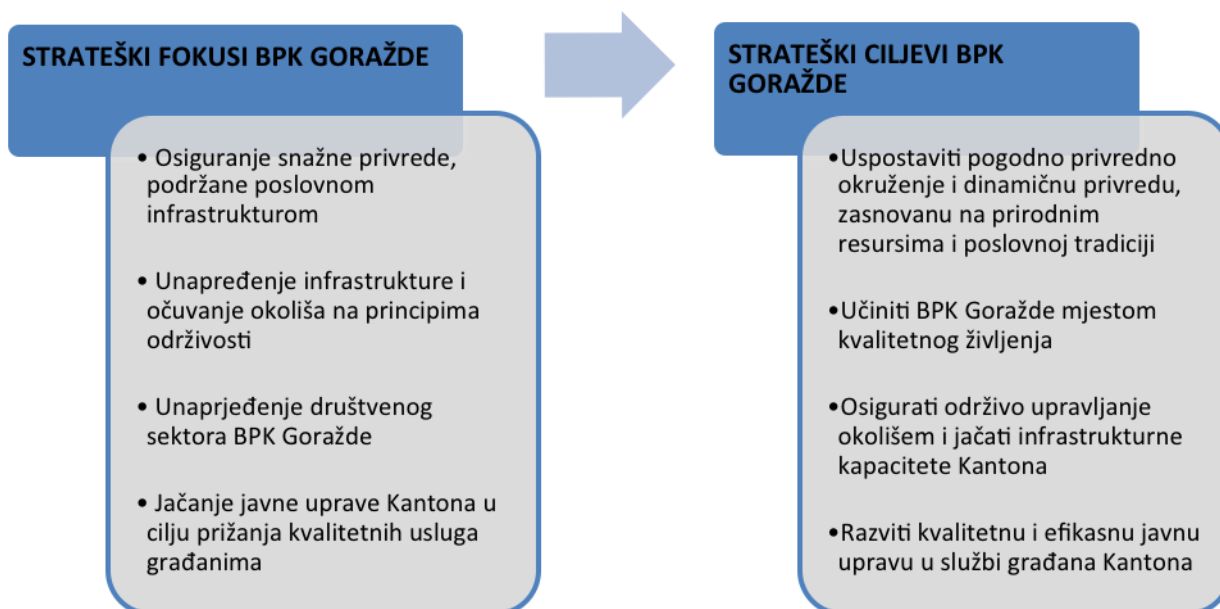 STRATEŠKI FOKUSI BPK GORAŽDE
• Osiguranje snažne privrede,
podržane poslovnom
infrastrukturom
• Unapređenje infrastrukture i
očuvanje okoliša na principima
održivosti
• Unaprjeđenje društvenog
sektora BPK Goražde
• Jačanje javne uprave Kantona u
cilju prižanja kvalitetnih usluga
građanima
STRATEŠKI CILJEVI BPK
GORAŽDE
•Uspostaviti pogodno privredno
okruženje i dinamičnu privredu,
zasnovanu na prirodnim
resursima i poslovnoj tradiciji
•Učiniti BPK Goražde mjestom
kvalitetnog življenja
•Osigurati održivo upravljanje
okolišem i jačati infrastrukturne
kapacitete Kantona
•Razviti kvalitetnu i efikasnu javnu
upravu u službi građana Kantona